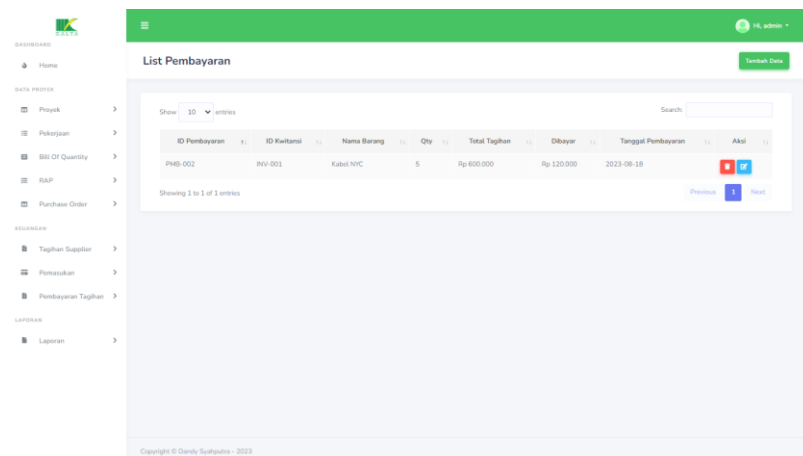 KALTA
Hi, admin
DASHBOARD
Home
List Pembayaran
Tambah Data
DATA PROYEK
Proyek
Pekerjaan
Bill Of Quantity
RAP
Purchase Order
KEUANGAN
Tagihan Supplier
Pemasukan
Pembayaran Tagihan
LAPORAN
Laporan
Show 10 entries
Search:
ID Pembayaran ID Kwitansi Nama Barang Qty Total Tagihan Dibayar Tanggal Pembayaran Aksi
PMB-002 INV-001 Kabel NYC 5 Rp 600.000 Rp 120.000 2023-08-18
Showing 1 to 1 of 1 entries
Previous 1 Next
Copyright © Dandy Syahputra - 2023